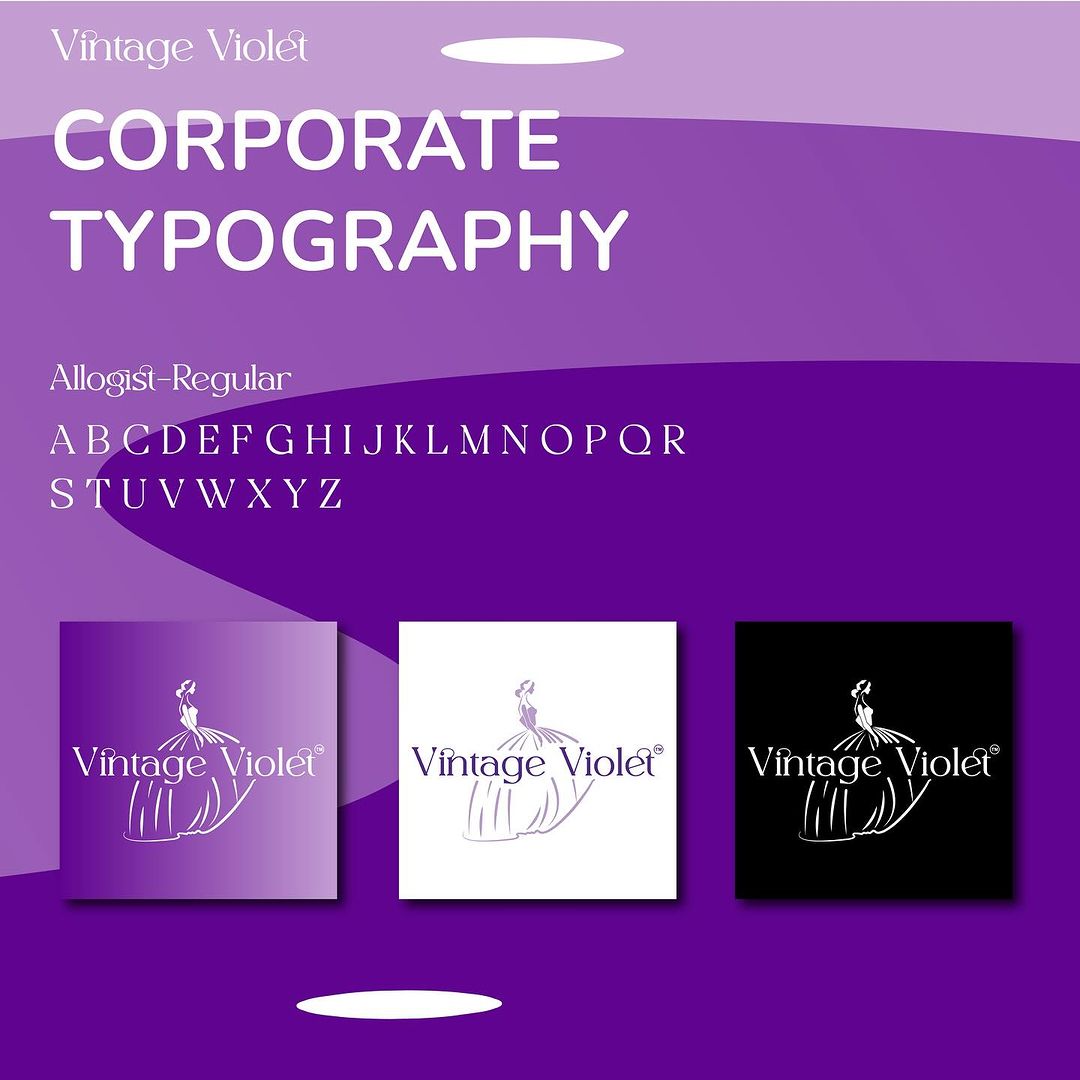 Vintage Violet
CORPORATE
TYPOGRAPHY
Allogist-Regular
A B C D E F G H I J K L M N O P Q R
S T U V W X Y Z
Vintage Violet™
Vintage Violet™
Vintage Violet™